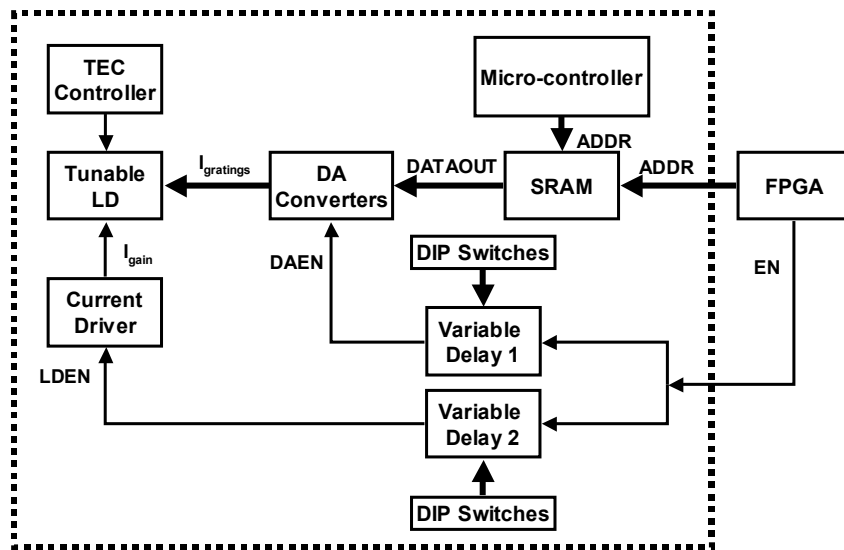 TEC
Controller
Micro-controller
ADDR
Tunable
LD
Igratings
DA
Converters
DATAOUT
SRAM
ADDR
FPGA
Igain
DAEN
DIP Switches
EN
Current
Driver
Variable
Delay 1
LDEN
Variable
Delay 2
DIP Switches